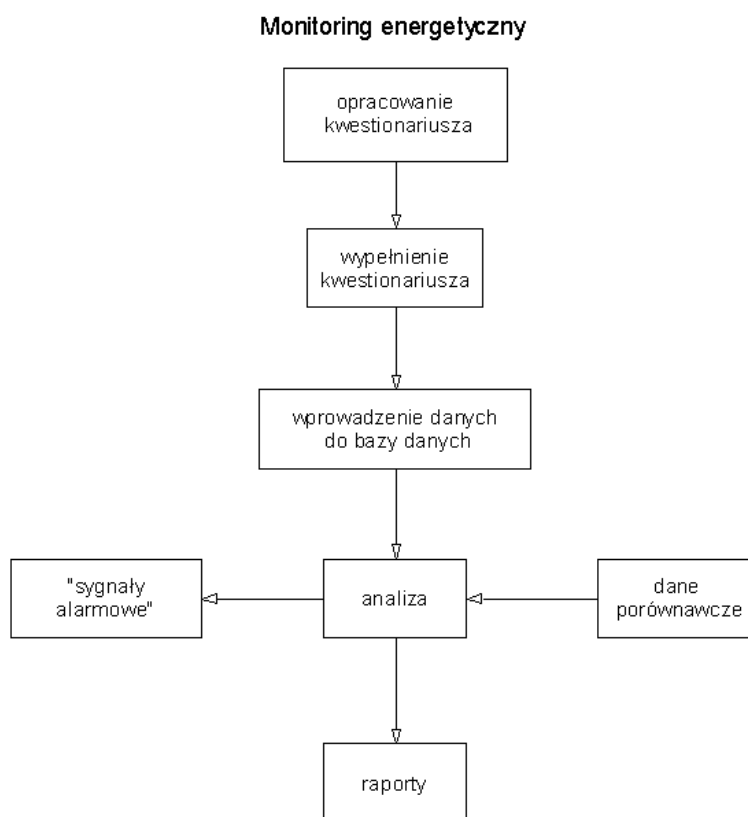 Monitoring energetyczny
opracowanie
kwestionariusza
wypełnienie
kwestionariusza
wprowadzenie danych
do bazy danych
"sygnały
alarmowe"
analiza
dane
porównawcze
raporty